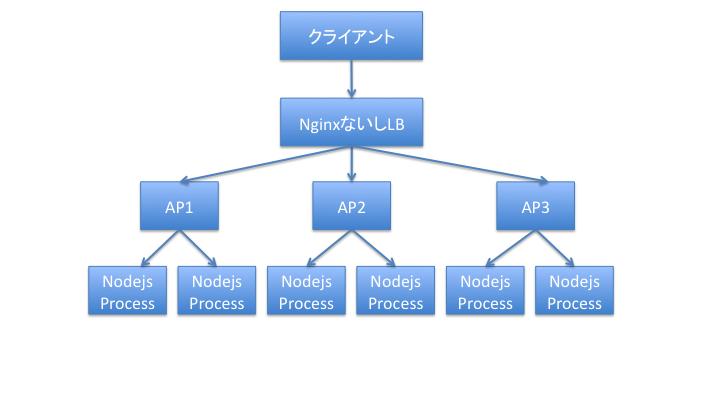 クライアント
NginxないしLB
AP1
AP2
AP3
Nodejs
Process
Nodejs
Process
Nodejs
Process
Nodejs
Process
Nodejs
Process
Nodejs
Process